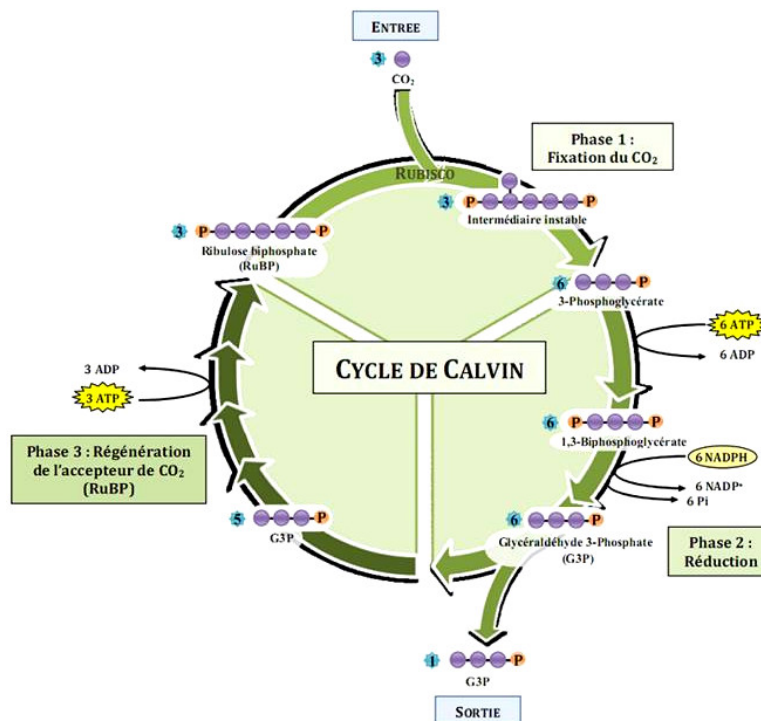 ENTREE
3
CO₂
Phase 1 :
Fixation du CO₂
RUBISCO
3 P P
Intermédiaire instable
3 P P
Ribulose biphosphate
(RuBP)
6 P
3-Phosphoglycérate
6 ATP
6 ADP
CYCLE DE CALVIN
3 ADP
3 ATP
6 P P
1,3-Biphosphoglycérate
6 NADPH
6 NADP⁺
6 Pi
Phase 3 : Régénération
de l'accepteur de CO₂
(RuBP)
5 P
G3P
6 P
Glycéraldéhyde 3-Phosphate
(G3P)
Phase 2 :
Réduction
1 P
G3P
SORTIE